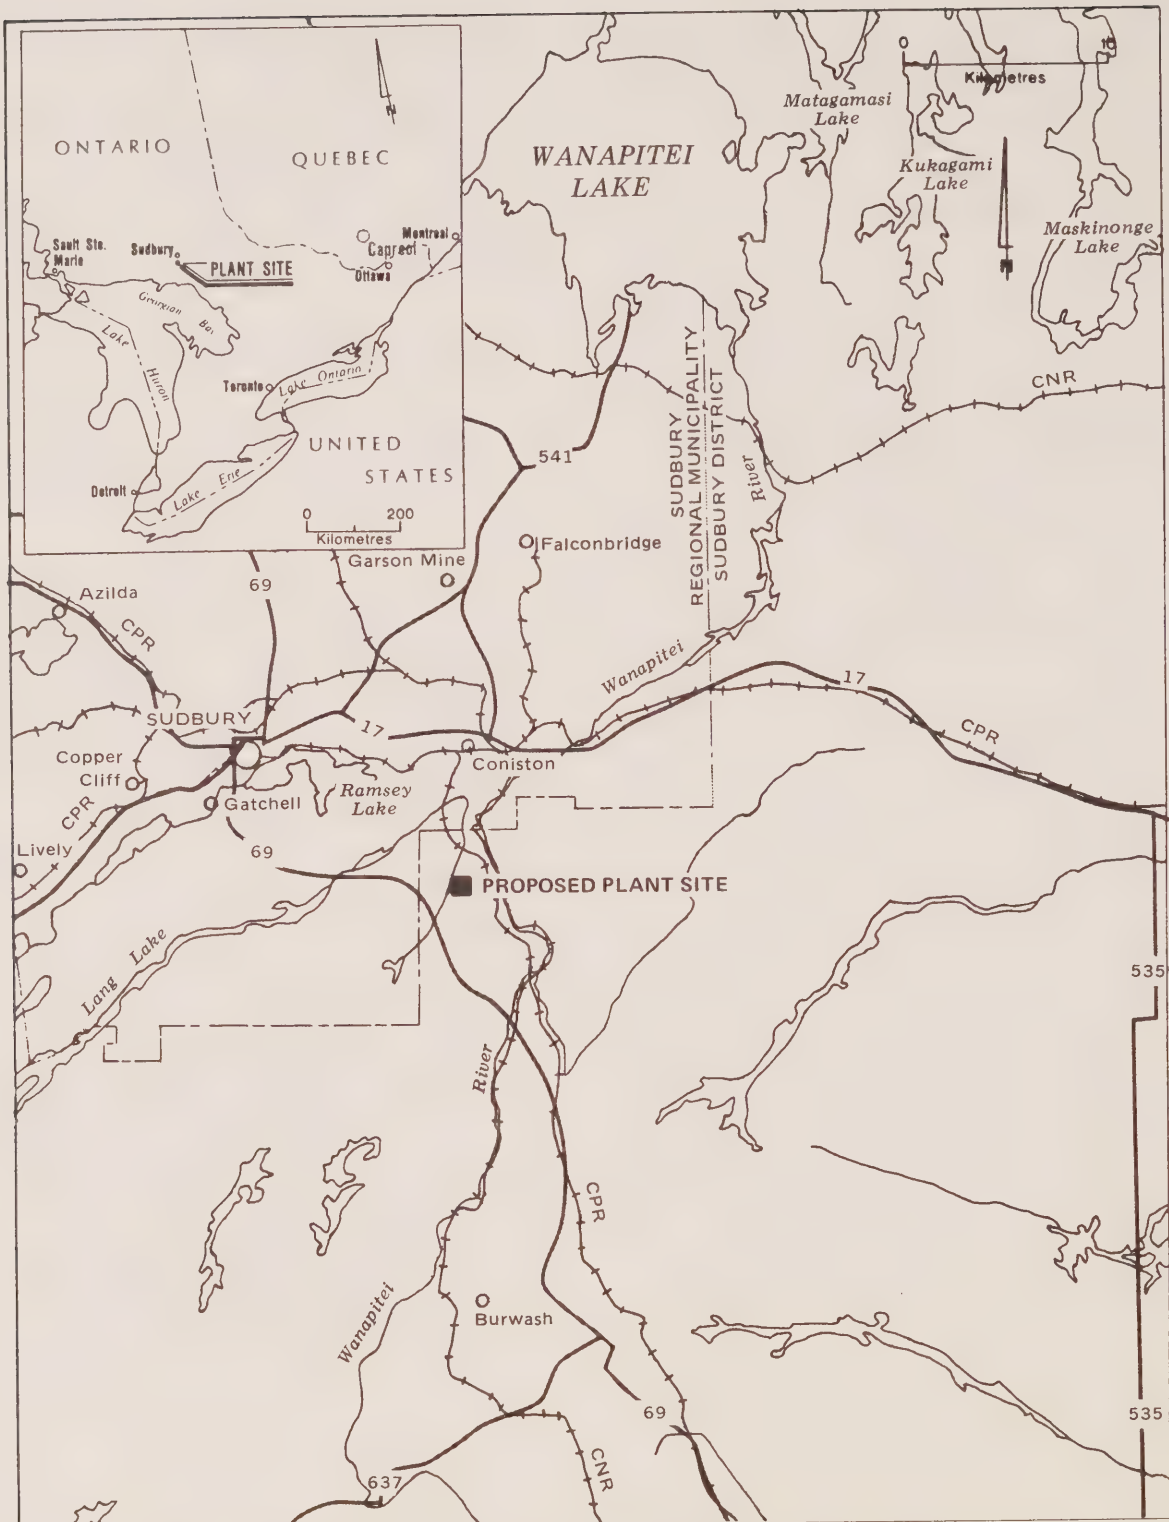 ONTARIO
QUEBEC
N
Sault Ste.
Marie
Sudbury
PLANT SITE
Capreol
Montreal
Ottawa
Georgian Bay
Lake
Huron
Toronto
Lake Ontario
UNITED
STATES
Detroit
Lake Erie
0 200
Kilometres
WANAPITEI
LAKE
Matagamasi
Lake
0 10
Kilometres
Kukagami
Lake
N
Maskinonge
Lake
CNR
541
SUDBURY
REGIONAL MUNICIPALITY
SUDBURY DISTRICT
River
Falconbridge
Garson Mine
69
Azilda
CPR
Wanapitei
17
SUDBURY
17
CPR
Copper
Cliff
Coniston
Ramsey
Lake
Gatchell
CPR
Lively
69
PROPOSED PLANT SITE
Lang Lake
535
River
CPR
Burwash
Wanapitei
69
535
CNR
637